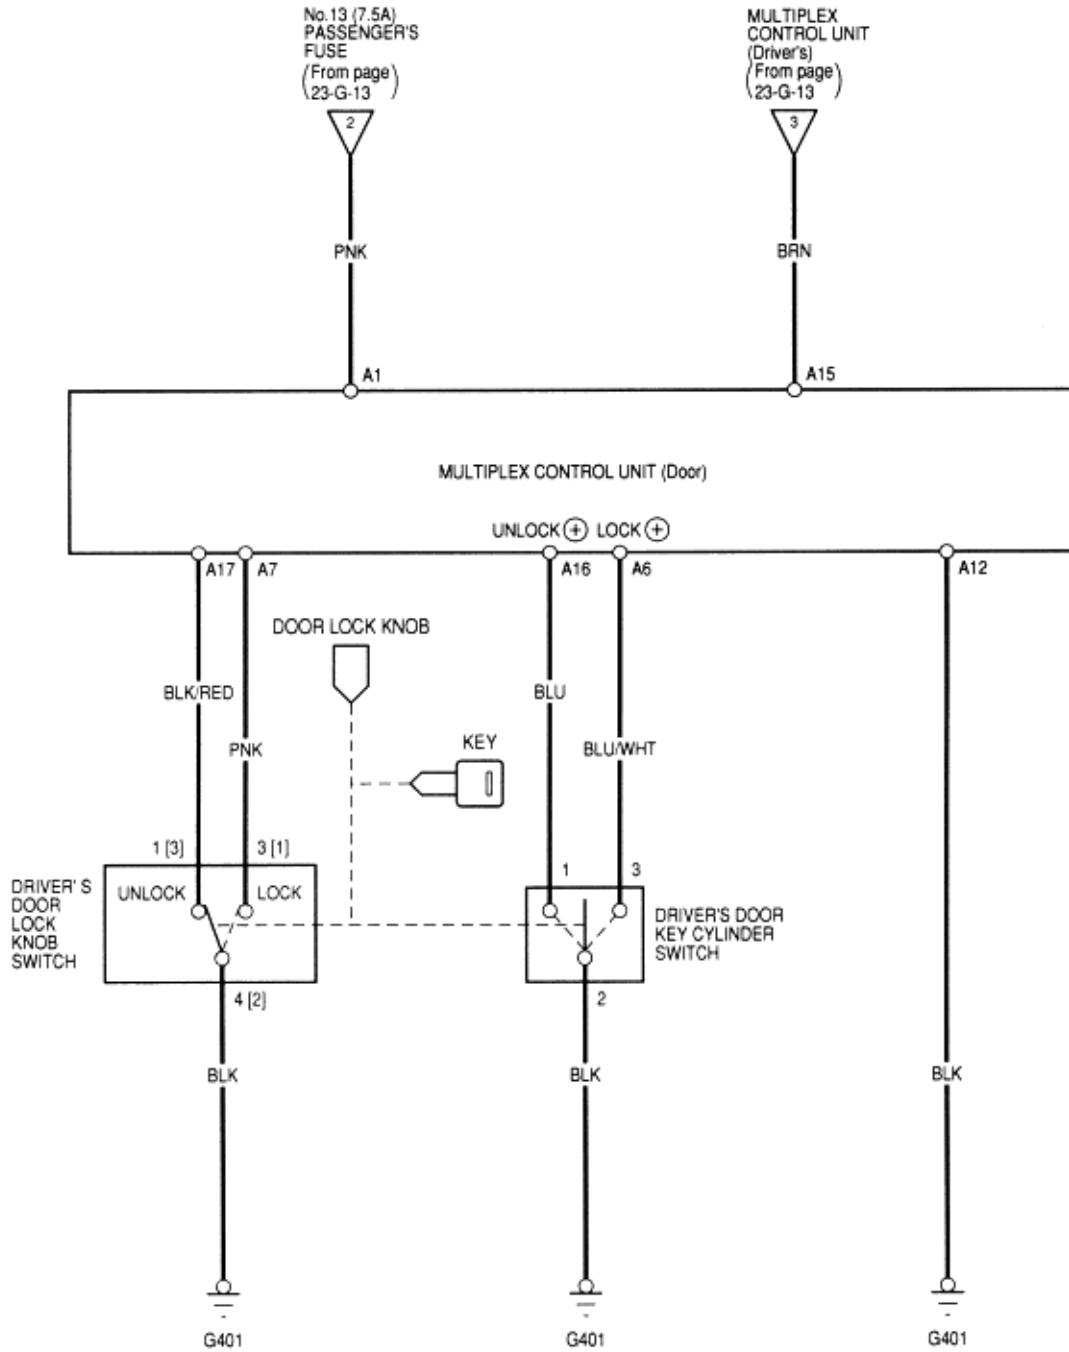 No.13 (7.5A)
PASSENGER'S
FUSE
(From page)
23-G-13
2
MULTIPLEX
CONTROL UNIT
(Driver's)
(From page)
23-G-13
3
PNK
BRN
A1
A15
MULTIPLEX CONTROL UNIT (Door)
UNLOCK + LOCK +
A17
A7
A16
A6
A12
DOOR LOCK KNOB
BLK/RED
BLU
KEY
PNK
BLU/WHT
1 [3]
3 [1]
1
3
DRIVER'S
DOOR
LOCK
KNOB
SWITCH
UNLOCK
LOCK
DRIVER'S DOOR
KEY CYLINDER
SWITCH
4 [2]
2
BLK
BLK
BLK
G401
G401
G401